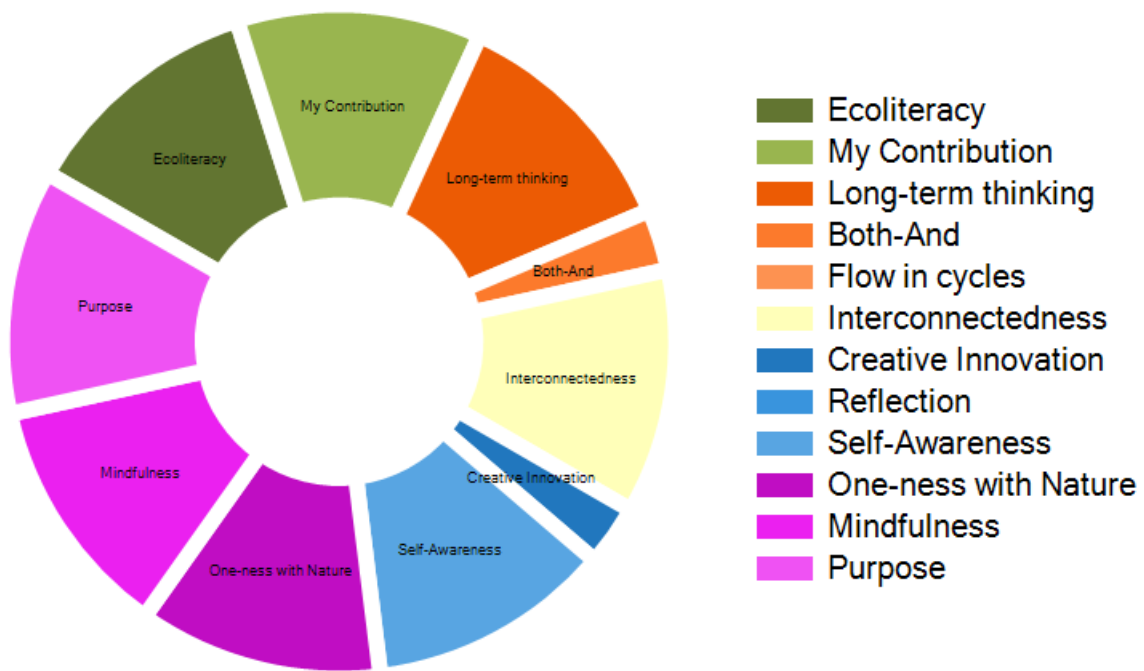 My Contribution
Ecoliteracy
Long-term thinking
Both-And
Purpose
Interconnectedness
Mindfulness
Creative Innovation
Self-Awareness
One-ness with Nature
Ecoliteracy
My Contribution
Long-term thinking
Both-And
Flow in cycles
Interconnectedness
Creative Innovation
Reflection
Self-Awareness
One-ness with Nature
Mindfulness
Purpose